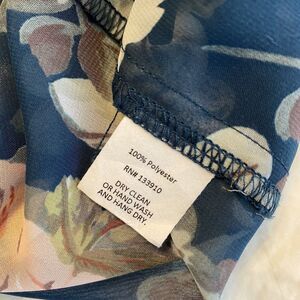 100% Polyester
RN# 133910
DRY CLEAN
OR HAND WASH
AND HANG DRY.